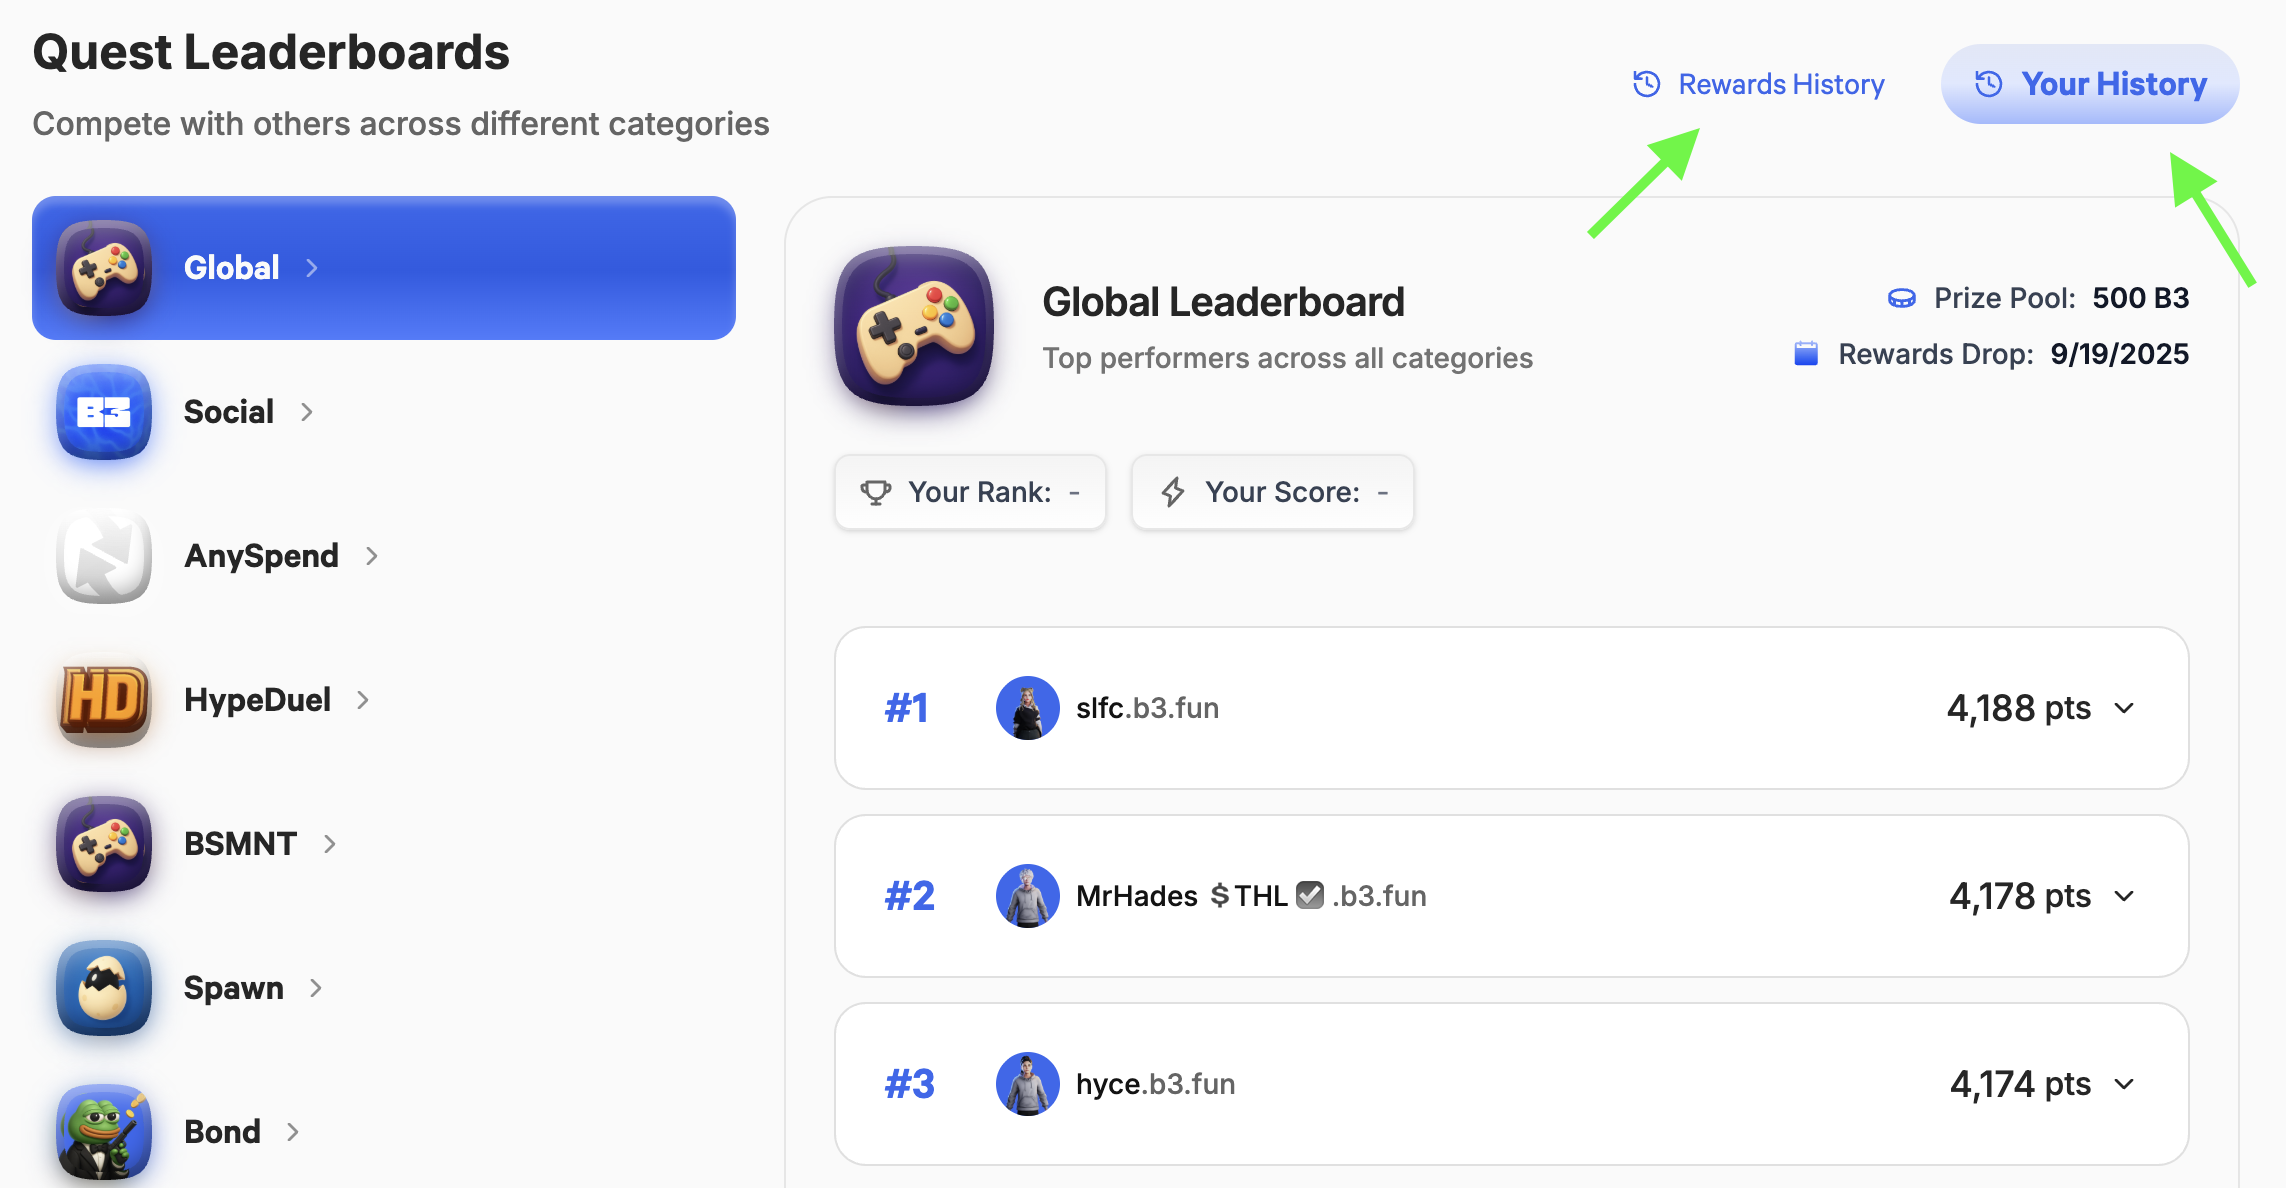 Quest Leaderboards
Compete with others across different categories
Rewards History
Your History
Global
B3
Social
AnySpend
HD
HypeDuel
BSMNT
Spawn
Bond
Global Leaderboard
Top performers across all categories
Prize Pool: 500 B3
Rewards Drop: 9/19/2025
Your Rank: -
Your Score: -
#1 slfc.b3.fun 4,188 pts
#2 MrHades $THL☑️.b3.fun 4,178 pts
#3 hyce.b3.fun 4,174 pts